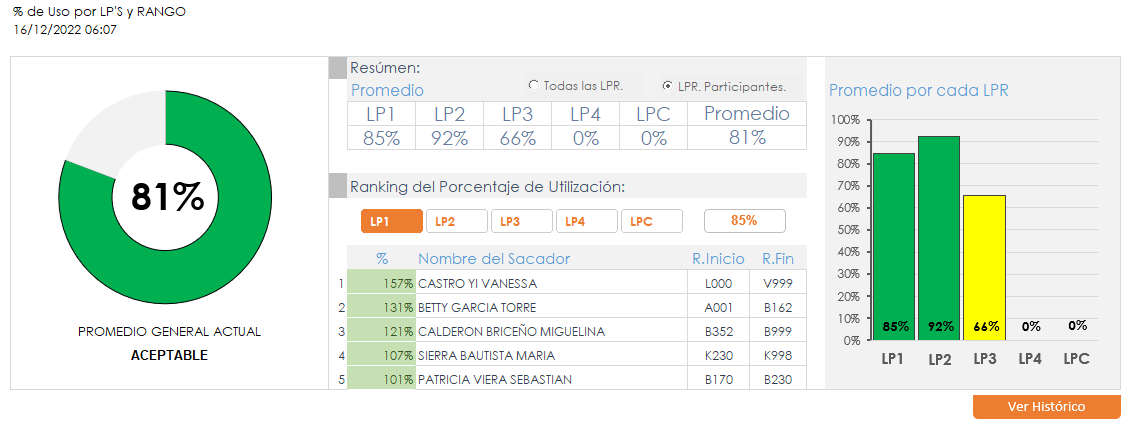 % de Uso por LP'S y RANGO
16/12/2022 06:07
81%
PROMEDIO GENERAL ACTUAL
ACEPTABLE
Resúmen:
Promedio
Todas las LPR.
LPR. Participantes.
LP1 LP2 LP3 LP4 LPC Promedio
85% 92% 66% 0% 0% 81%
Ranking del Porcentaje de Utilización:
LP1 LP2 LP3 LP4 LPC 85%
% Nombre del Sacador R.Inicio R.Fin
1 157% CASTRO YI VANESSA L000 V999
2 131% BETTY GARCIA TORRE A001 B162
3 121% CALDERON BRICEÑO MIGUELINA B352 B999
4 107% SIERRA BAUTISTA MARIA K230 K998
5 101% PATRICIA VIERA SEBASTIAN B170 B230
Promedio por cada LPR
100%
90%
80%
70%
60%
50%
40%
30%
20%
10%
0%
85% 92% 66% 0% 0%
LP1 LP2 LP3 LP4 LPC
Ver Histórico